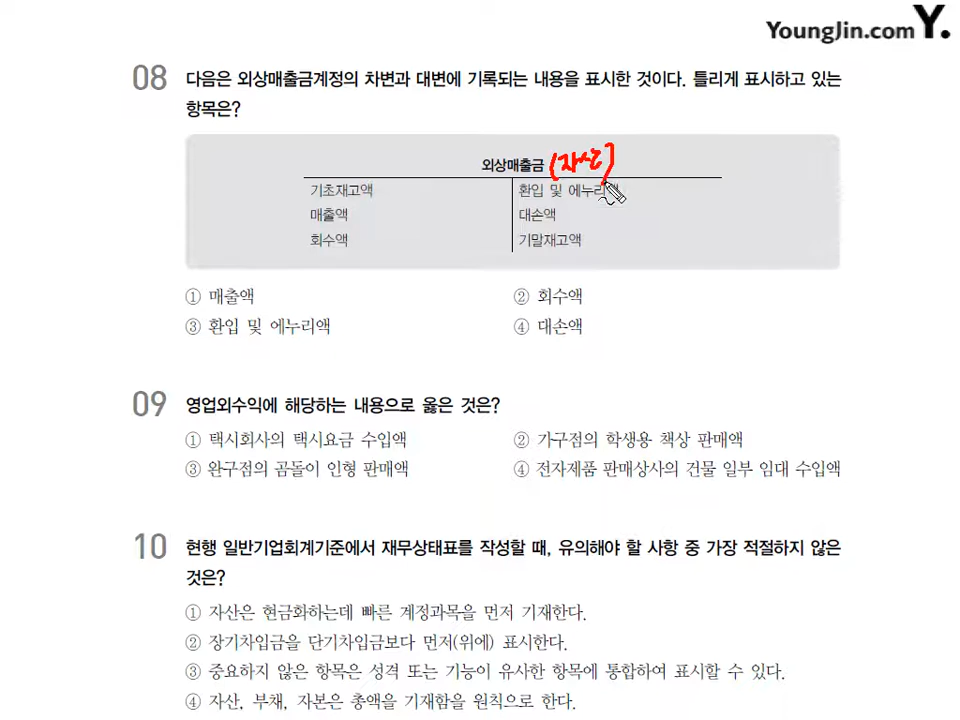 YoungJin.com Y.
08 다음은 외상매출금계정의 차변과 대변에 기록되는 내용을 표시한 것이다. 틀리게 표시하고 있는
항목은?
외상매출금 (자산)
기초재고액 환입 및 에누리액
매출액 대손액
회수액 기말재고액
① 매출액 ② 회수액
③ 환입 및 에누리액 ④ 대손액
09 영업외수익에 해당하는 내용으로 옳은 것은?
① 택시회사의 택시요금 수입액 ② 가구점의 학생용 책상 판매액
③ 완구점의 곰돌이 인형 판매액 ④ 전자제품 판매상사의 건물 일부 임대 수입액
10 현행 일반기업회계기준에서 재무상태표를 작성할 때, 유의해야 할 사항 중 가장 적절하지 않은
것은?
① 자산은 현금화하는데 빠른 계정과목을 먼저 기재한다.
② 장기차입금을 단기차입금보다 먼저(위에) 표시한다.
③ 중요하지 않은 항목은 성격 또는 기능이 유사한 항목에 통합하여 표시할 수 있다.
④ 자산, 부채, 자본은 총액을 기재함을 원칙으로 한다.